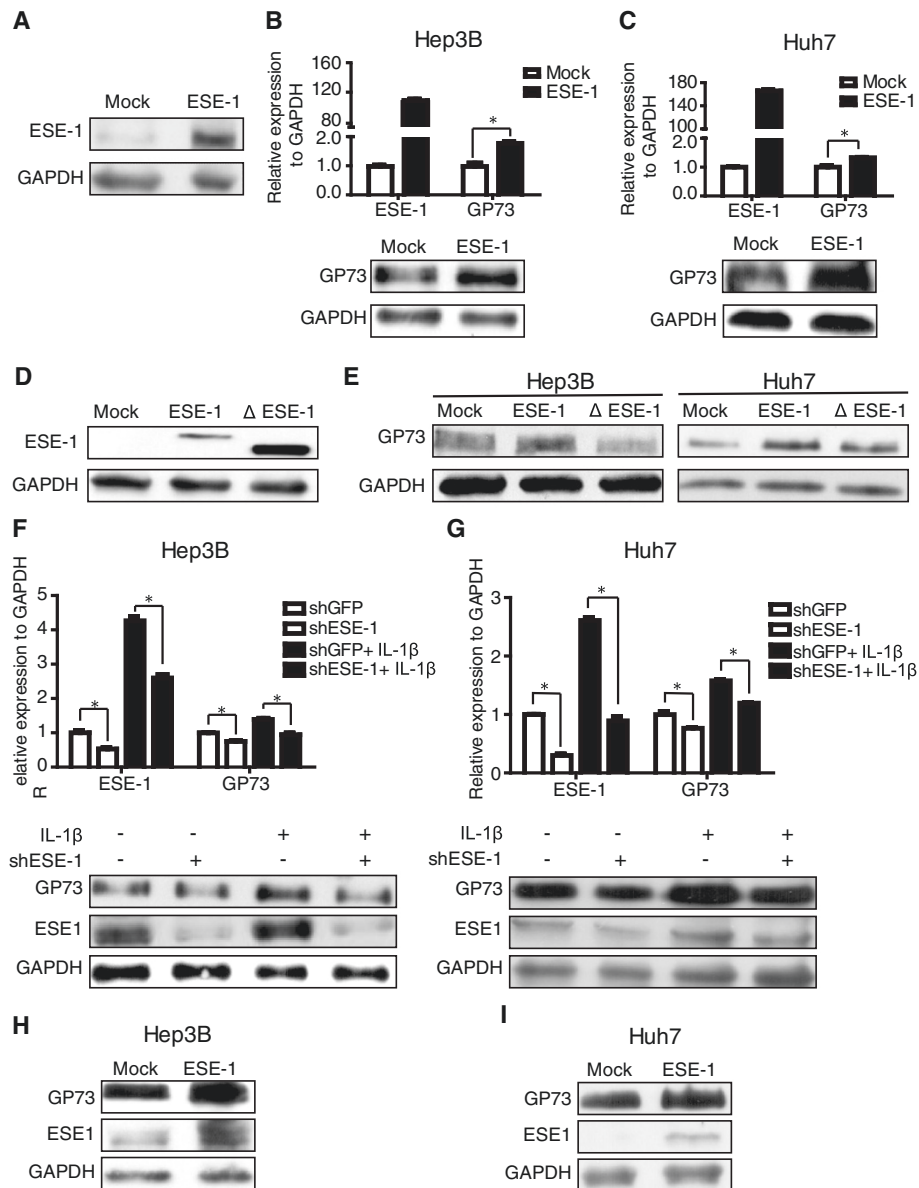 A
Mock ESE-1
ESE-1
GAPDH
B
Hep3B
Relative expression
to GAPDH
160
120
80
2.0
1.0
0.0
Mock
ESE-1
*
ESE-1 GP73
Mock ESE-1
GP73
GAPDH
C
Huh7
Relative expression
to GAPDH
180
140
100
2.0
1.0
0.0
Mock
ESE-1
*
ESE-1 GP73
Mock ESE-1
GP73
GAPDH
D
Mock ESE-1 Δ ESE-1
ESE-1
GAPDH
E
Hep3B Huh7
Mock ESE-1 Δ ESE-1 Mock ESE-1 Δ ESE-1
GP73
GAPDH
F
Hep3B
R elative expression to GAPDH
5
4
3
2
1
0
* * * *
shGFP
shESE-1
shGFP+ IL-1β
shESE-1+ IL-1β
ESE-1 GP73
IL-1β - - + +
shESE-1 - + - +
GP73
ESE1
GAPDH
G
Huh7
Relative expression to GAPDH
3
2
1
0
* * * *
shGFP
shESE-1
shGFP+ IL-1β
shESE-1+ IL-1β
ESE-1 GP73
IL-1β - - + +
shESE-1 - + - +
GP73
ESE1
GAPDH
H
Hep3B
Mock ESE-1
GP73
ESE1
GAPDH
I
Huh7
Mock ESE-1
GP73
ESE1
GAPDH